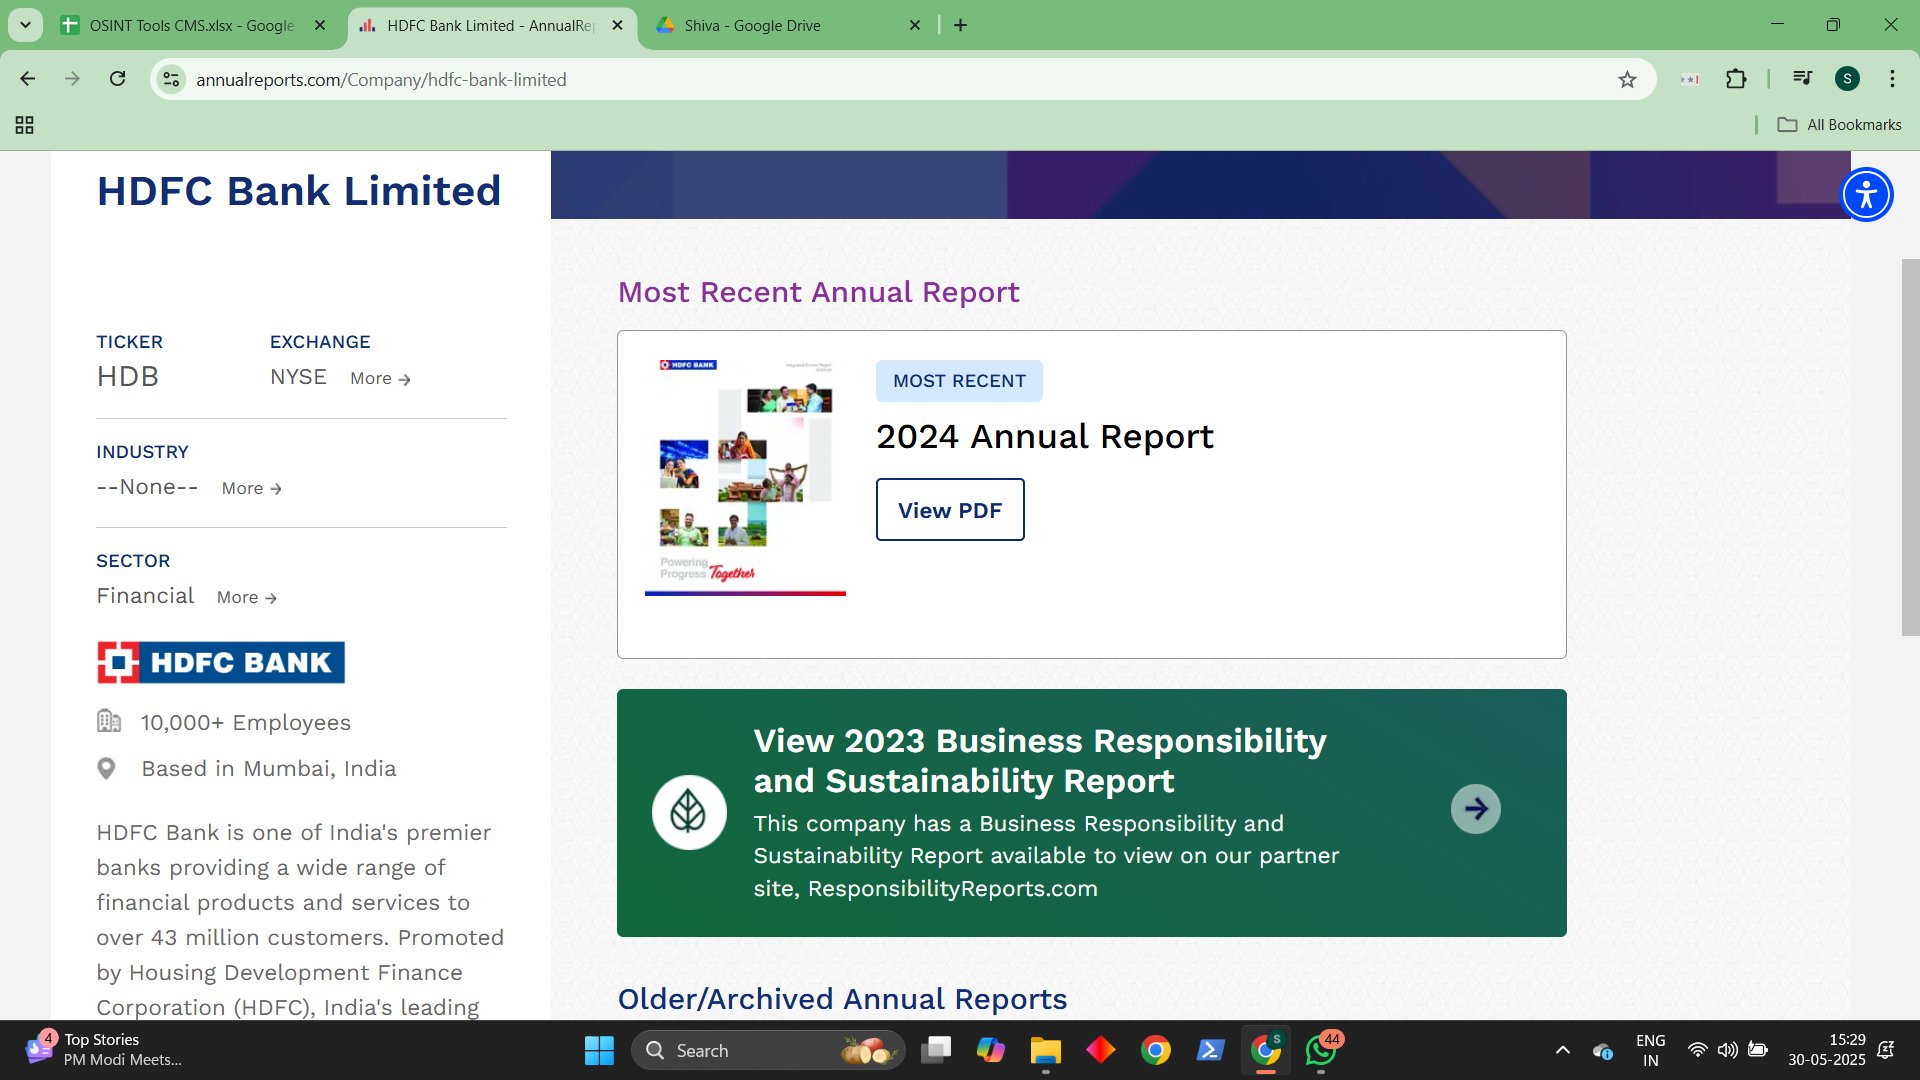 OSINT Tools CMS.xlsx - Google
HDFC Bank Limited - AnnualRep
Shiva - Google Drive
annualreports.com/Company/hdfc-bank-limited
S
All Bookmarks
HDFC Bank Limited
TICKER
HDB
EXCHANGE
NYSE More →
INDUSTRY
--None-- More →
SECTOR
Financial More →
HDFC BANK
10,000+ Employees
Based in Mumbai, India
HDFC Bank is one of India's premier
banks providing a wide range of
financial products and services to
over 43 million customers. Promoted
by Housing Development Finance
Corporation (HDFC), India's leading
Most Recent Annual Report
HDFC BANK
Powering
Progress Together
MOST RECENT
2024 Annual Report
View PDF
View 2023 Business Responsibility
and Sustainability Report
This company has a Business Responsibility and
Sustainability Report available to view on our partner
site, ResponsibilityReports.com
Older/Archived Annual Reports
4
Top Stories
PM Modi Meets...
Search
S
44
ENG
IN
15:29
30-05-2025